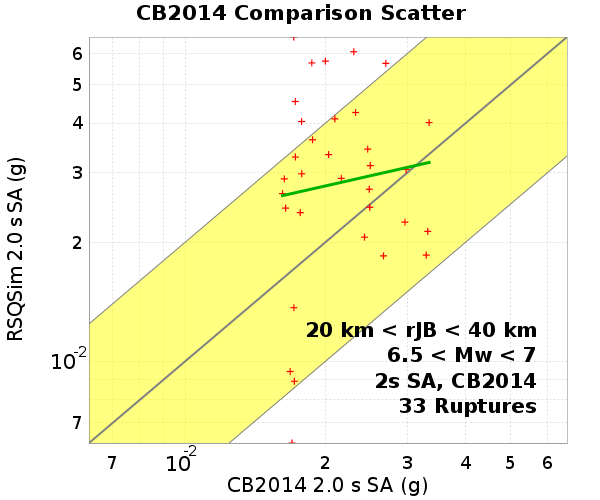 CB2014 Comparison Scatter
RSQSim 2.0 s SA (g)
6
5
4
3
2
10-2
7
20 km < rJB < 40 km
6.5 < Mw < 7
2s SA, CB2014
33 Ruptures
7 10-2 2 3 4 5 6
CB2014 2.0 s SA (g)